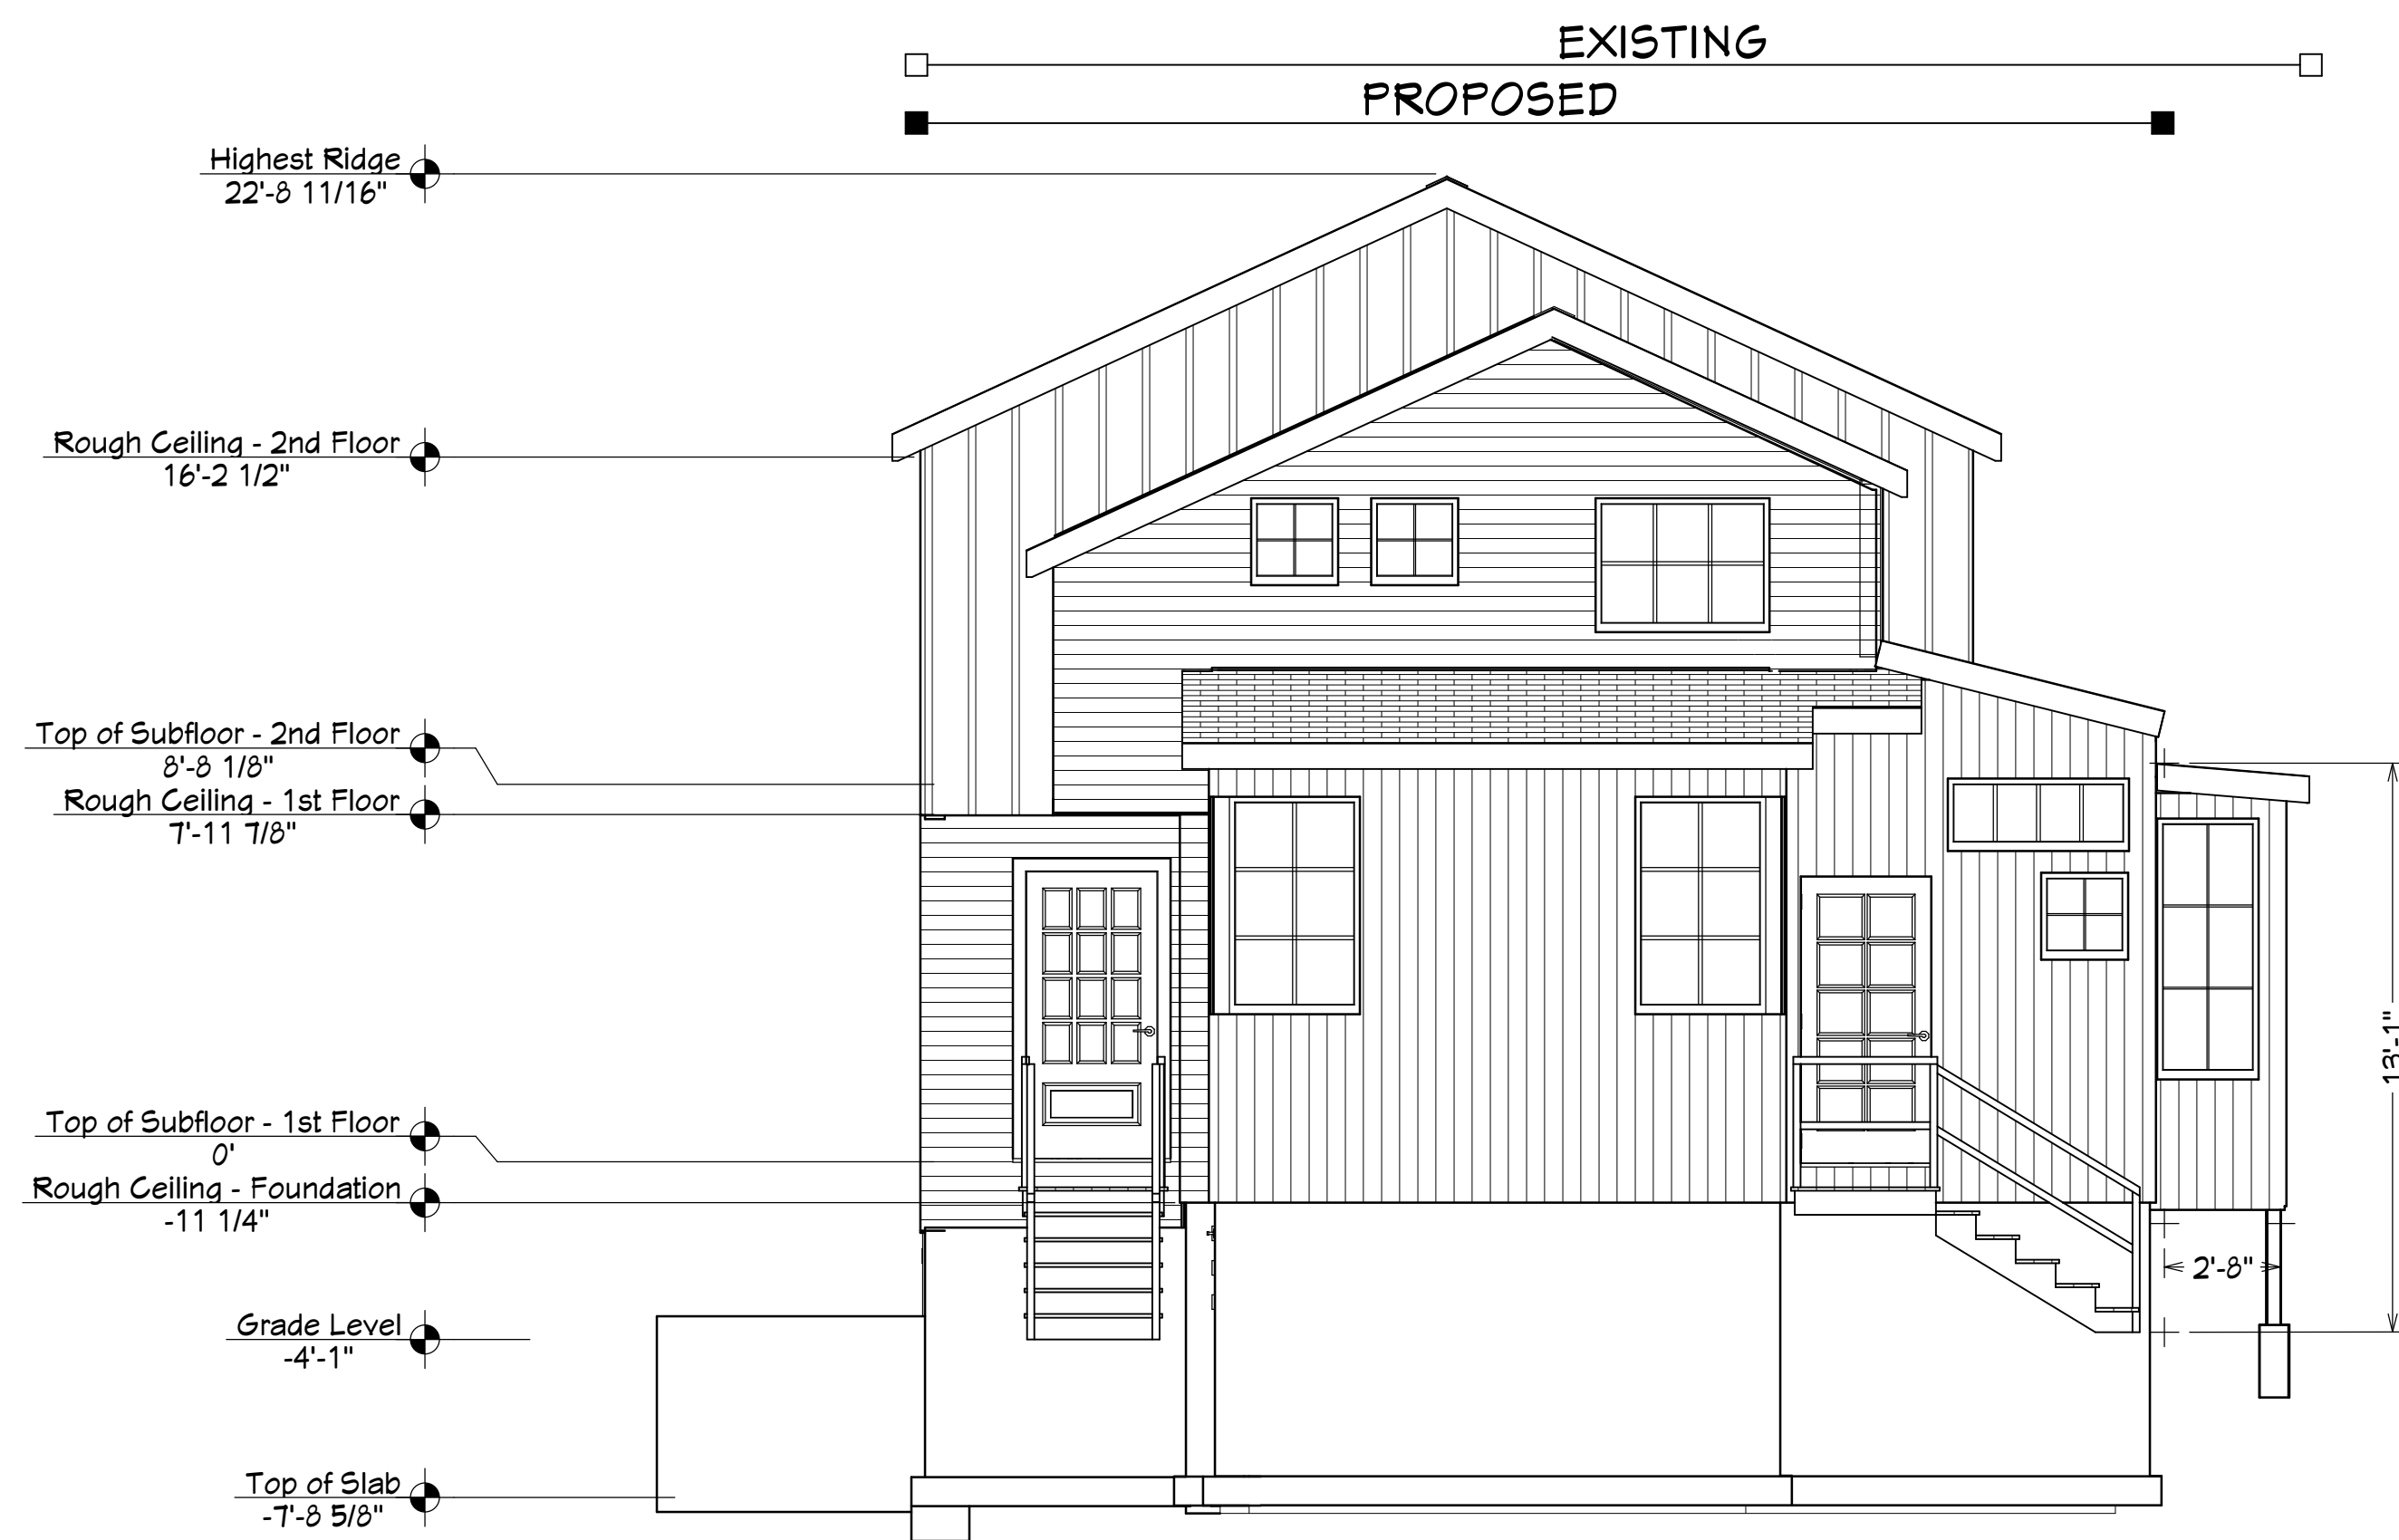 EXISTING
PROPOSED
Highest Ridge
22'-8 11/16"
Rough Ceiling - 2nd Floor
16'-2 1/2"
Top of Subfloor - 2nd Floor
8'-8 1/8"
Rough Ceiling - 1st Floor
7'-11 7/8"
13'-1"
Top of Subfloor - 1st Floor
0'
Rough Ceiling - Foundation
-11 1/4"
2'-8"
Grade Level
-4'-1"
Top of Slab
-7'-8 5/8"